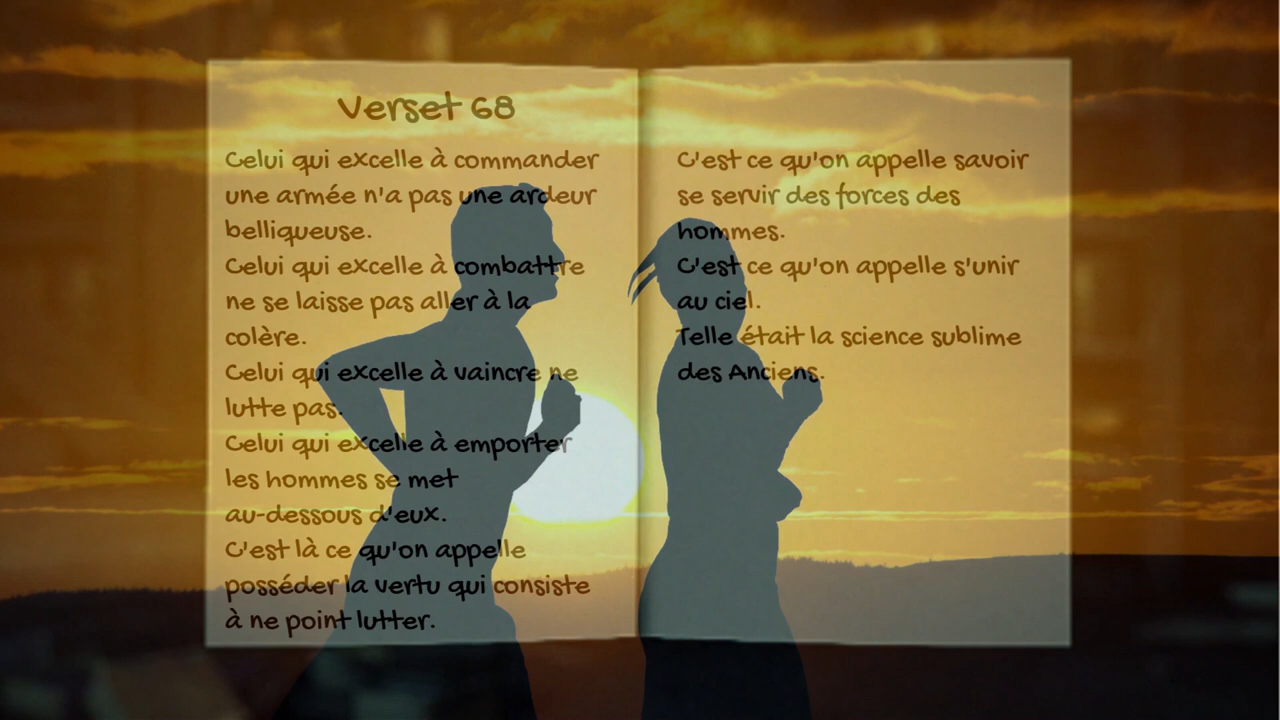 Verset 68
Celui qui excelle à commander
une armée n'a pas une ardeur
belliqueuse.
Celui qui excelle à combattre
ne se laisse pas aller à la
colère.
Celui qui excelle à vaincre ne
lutte pas.
Celui qui excelle à emporter
les hommes se met
au-dessous d'eux.
C'est là ce qu'on appelle
posséder la vertu qui consiste
à ne point lutter.
C'est ce qu'on appelle savoir
se servir des forces des
hommes.
C'est ce qu'on appelle s'unir
au ciel.
Telle était la science sublime
des Anciens.